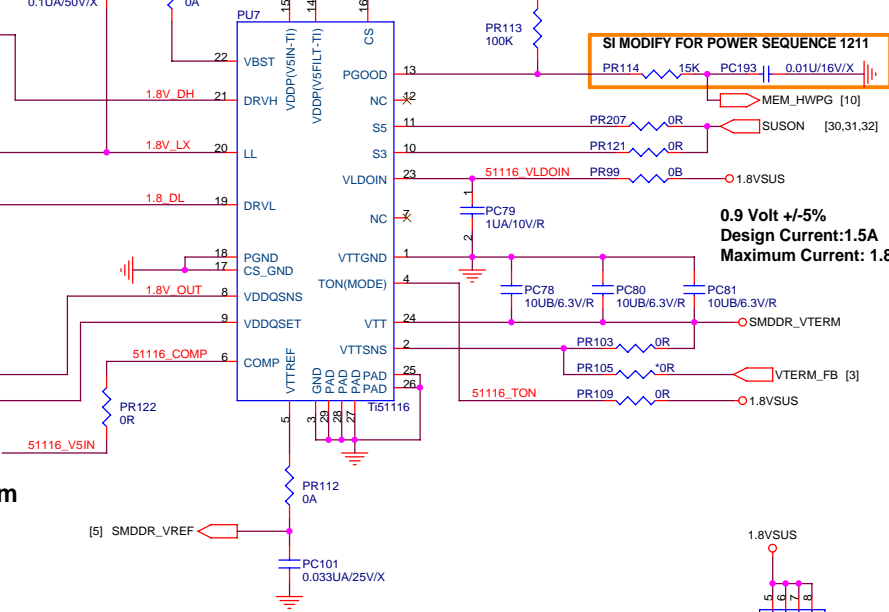 0.1UA/50V/X
0A
PU7
15
14
16
PR113
100K
SI MODIFY FOR POWER SEQUENCE 1211
PR114
15K
PC193
0.01U/16V/X
22
VBST
VDDP(V5IN-TI)
VDDP(V5FILT-TI)
CS
PGOOD
13
1.8V_DH
21
DRVH
NC
12
MEM_HWPG [10]
S5
11
PR207
0R
SUSON [30,31,32]
1.8V_LX
20
LL
S3
10
PR121
0R
VLDOIN
23
51116_VLDOIN
PR99
0B
1.8VSUS
1.8_DL
19
DRVL
1
PC79
1UA/10V/R
2
NC
7
0.9 Volt +/-5%
Design Current:1.5A
Maximum Current: 1.8
18
PGND
17
CS_GND
VTTGND
1
1.8V_OUT
8
VDDQSNS
TON(MODE)
4
PC78
10UB/6.3V/R
PC80
10UB/6.3V/R
PC81
10UB/6.3V/R
9
VDDQSET
VTT
24
SMDDR_VTERM
51116_COMP
6
COMP
VTTSNS
2
PR103
0R
PR105
*0R
VTERM_FB [3]
VTTREF
GND
PAD
PAD
PAD
PAD
25
PAD
26
51116_TON
PR109
0R
1.8VSUS
Ti51116
PR122
0R
5
3
29
28
27
51116_V5IN
m
PR112
0A
[5] SMDDR_VREF
PC101
0.033UA/25V/X
1.8VSUS
5
6
7
8